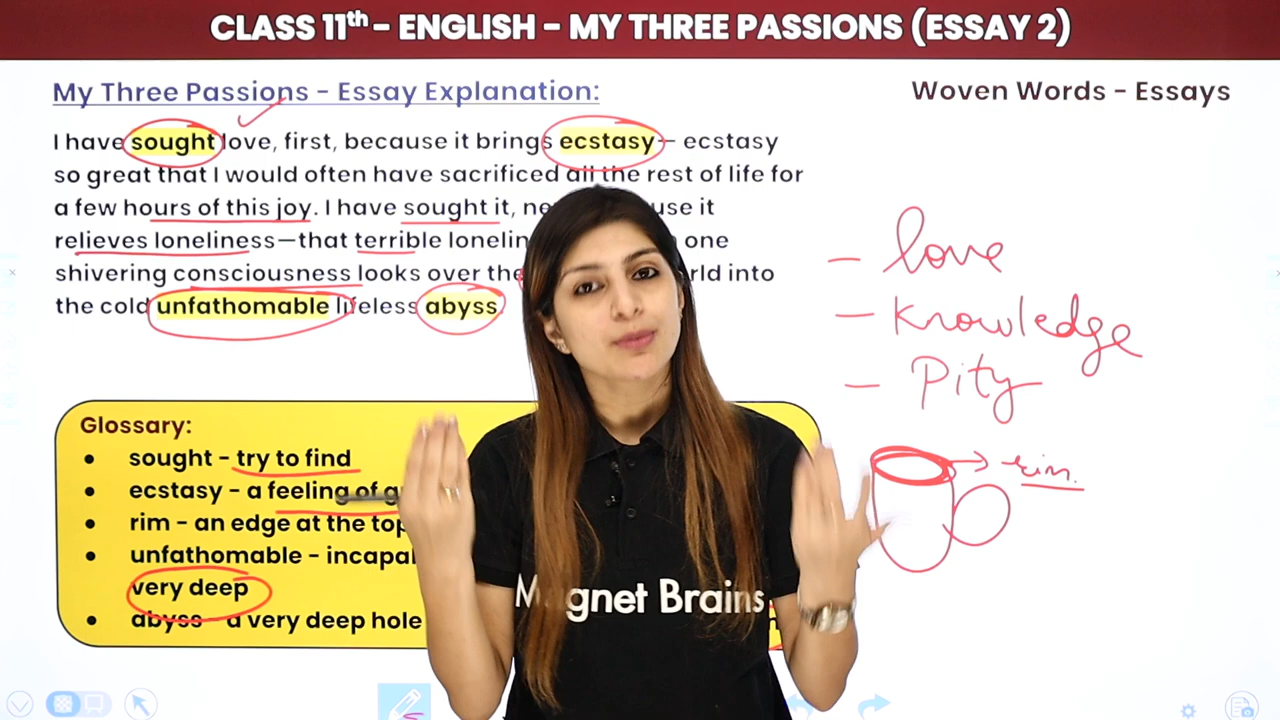 CLASS 11th - ENGLISH - MY THREE PASSIONS (ESSAY 2)
My Three Passions - Essay Explanation:
Woven Words - Essays
I have sought love, first, because it brings ecstasy — ecstasy
so great that I would often have sacrificed all the rest of life for
a few hours of this joy. I have sought it, it
relieves loneliness—that terrible one
shivering consciousness looks over the into
the cold unfathomable lifeless abyss
- love
- Knowledge
- Pity
rim.
Glossary:
• sought - try to find
• ecstasy - a feeling of
• rim - an edge at the top
• unfathomable -
very deep
• abyss - a very deep hole
Magnet Brains